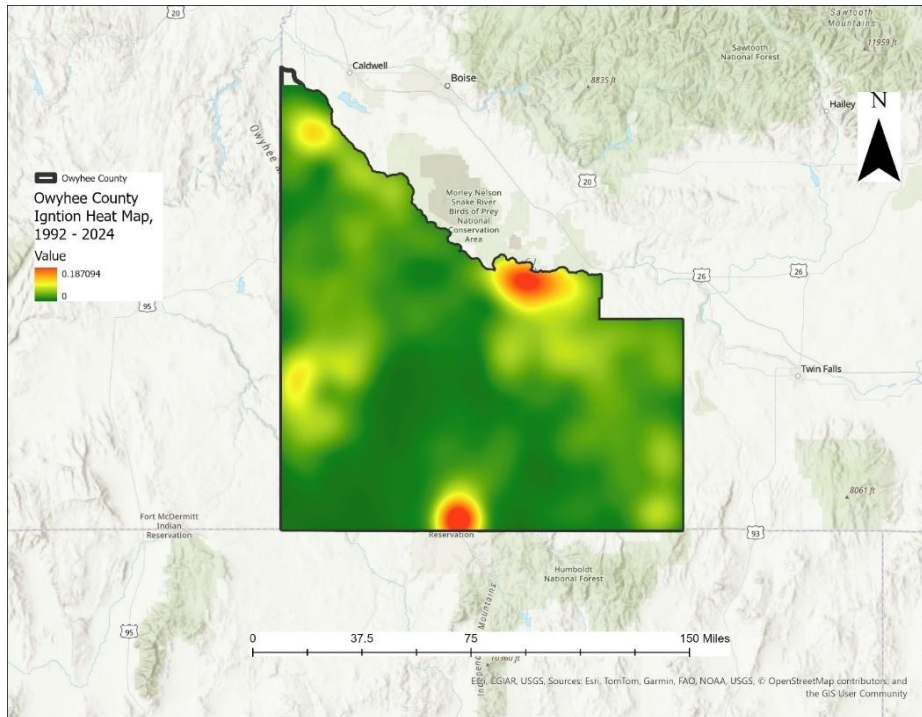 20
Sawtooth
Mountains
11959 ft
Sawtooth
National Forest
Caldwell
Boise
8835 ft
Hailey
N
Owyhee
Owyhee County
Owyhee County
Igntion Heat Map,
1992 - 2024
Value
0.187094
0
20
Morley Nelson
Snake River
Birds of Prey
National
Conservation
Area
26
26
95
Twin Falls
8061 ft
Fort McDermitt
Indian
Reservation
Reservation
93
Humboldt
National Forest
95
Mountains
0
37.5
75
150 Miles
Esri, CGIAR, USGS, Sources: Esri, TomTom, Garmin, FAO, NOAA, USGS, © OpenStreetMap contributors, and
the GIS User Community